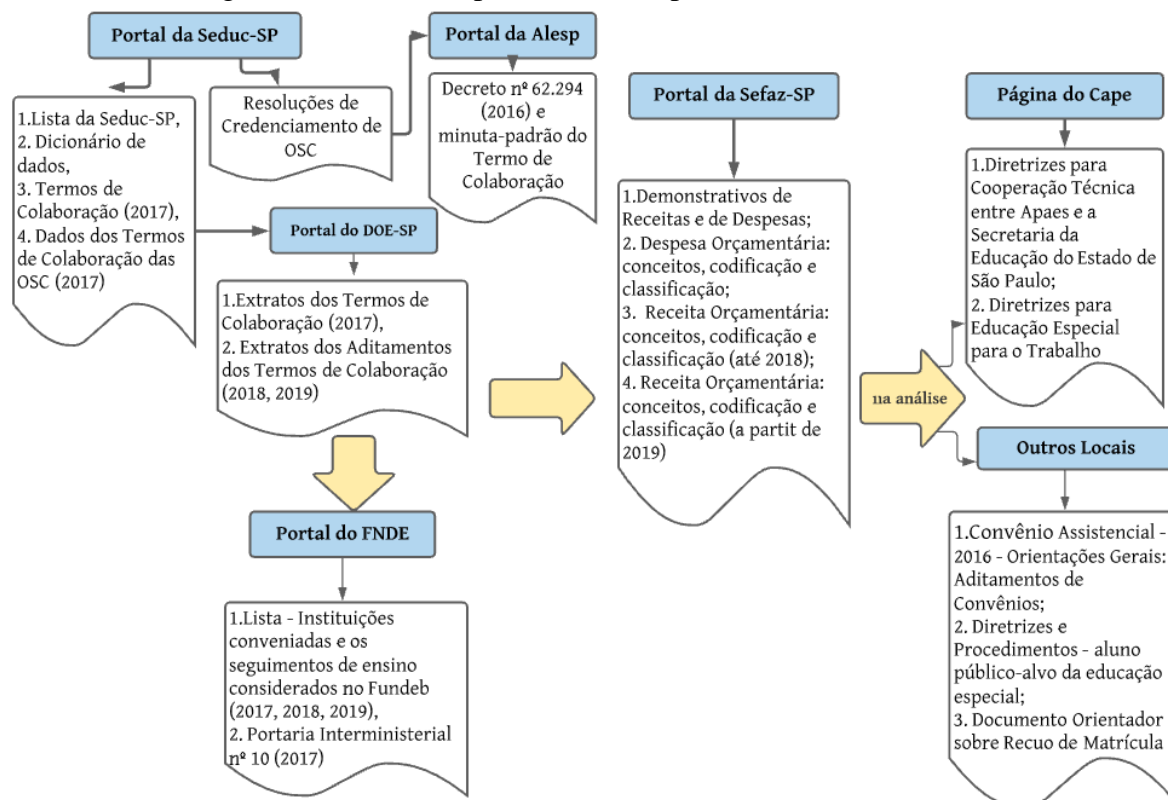 Portal da Seduc-SP
1.Lista da Seduc-SP,
2. Dicionário de
dados,
3. Termos de
Colaboração (2017),
4. Dados dos Termos
de Colaboração das
OSC (2017)
Resoluções de
Credenciamento de
OSC
Portal da Alesp
Decreto nº 62.294
(2016) e
minuta-padrão do
Termo de
Colaboração
Portal do DOE-SP
1.Extratos dos Termos de
Colaboração (2017),
2. Extratos dos Aditamentos
dos Termos de Colaboração
(2018, 2019)
Portal do FNDE
1.Lista - Instituições
conveniadas e os
seguimentos de ensino
considerados no Fundeb
(2017, 2018, 2019),
2. Portaria Interministerial
nº 10 (2017)
Portal da Sefaz-SP
1.Demonstrativos de
Receitas e de Despesas;
2. Despesa Orçamentária:
conceitos, codificação e
classificação;
3. Receita Orçamentária:
conceitos, codificação e
classificação (até 2018);
4. Receita Orçamentária:
conceitos, codificação e
classificação (a partit de
2019)
na análise
Página do Cape
1.Diretrizes para
Cooperação Técnica
entre Apaes e a
Secretaria da
Educação do Estado de
São Paulo;
2. Diretrizes para
Educação Especial
para o Trabalho
Outros Locais
1.Convênio Assistencial -
2016 - Orientações Gerais:
Aditamentos de
Convênios;
2. Diretrizes e
Procedimentos - aluno
público-alvo da educação
especial;
3. Documento Orientador
sobre Recuo de Matrícula